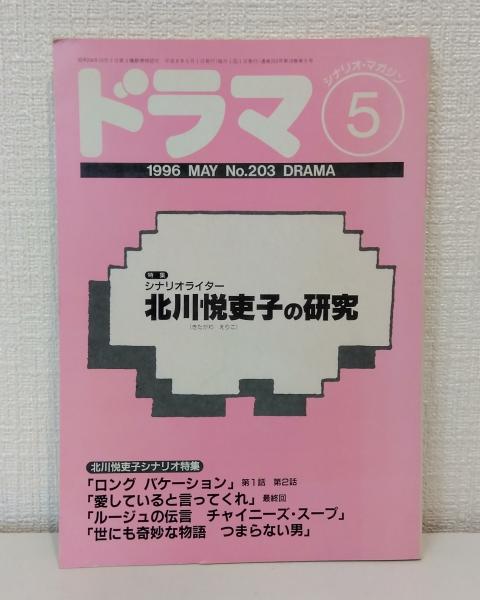 ドラマ
シナリオ・マガジン
5
1996 MAY No.203 DRAMA
特集
シナリオライター
北川悦吏子の研究
(きたがわ えりこ)
北川悦吏子シナリオ特集
「ロング バケーション」 第1話 第2話
「愛していると言ってくれ」 最終回
「ルージュの伝言 チャイニーズ・スープ」
「世にも奇妙な物語 つまらない男」